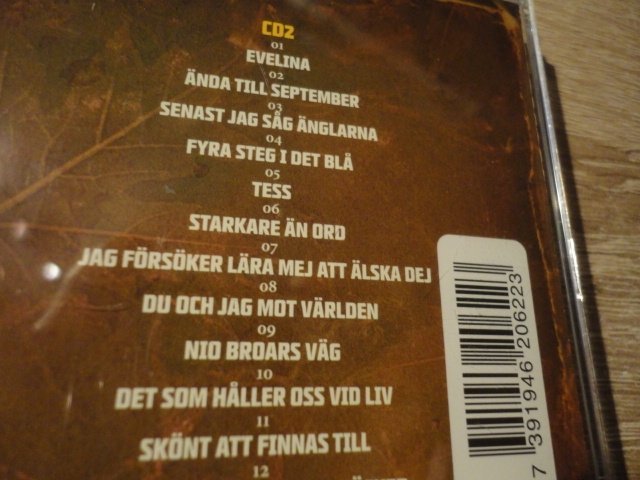 CD2
01
EVELINA
02
ÄNDA TILL SEPTEMBER
03
SENAST JAG SÅG ÄNGLARNA
04
FYRA STEG I DET BLÅ
05
TESS
06
STARKARE ÄN ORD
07
JAG FÖRSÖKER LÄRA MEJ ATT ÄLSKA DEJ
08
DU OCH JAG MOT VÄRLDEN
09
NIO BROARS VÄG
10
DET SOM HÅLLER OSS VID LIV
11
SKÖNT ATT FINNAS TILL
12
7 391946 206223